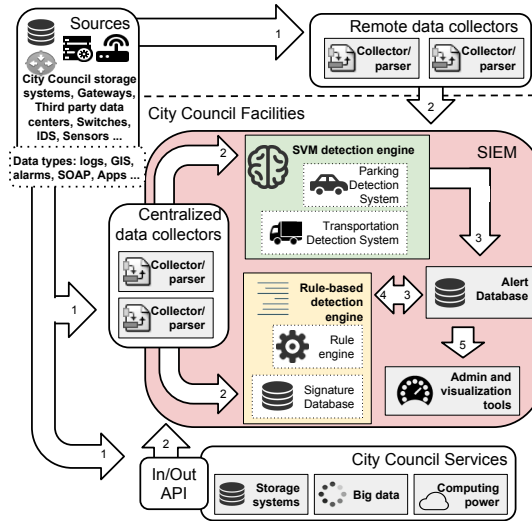 Sources
City Council storage
systems, Gateways,
Third party data
centers, Switches,
IDS, Sensors ...
Data types: logs, GIS,
alarms, SOAP, Apps ...
1
Remote data collectors
Collector/
parser
Collector/
parser
2
City Council Facilities
SIEM
2
SVM detection engine
Parking
Detection
System
Transportation
Detection System
3
Centralized
data collectors
Collector/
parser
Collector/
parser
1
Rule-based
detection
engine
Rule
engine
Signature
Database
4
3
Alert
Database
5
Admin and
visualization
tools
2
2
1
In/Out
API
City Council Services
Storage
systems
Big data
Computing
power